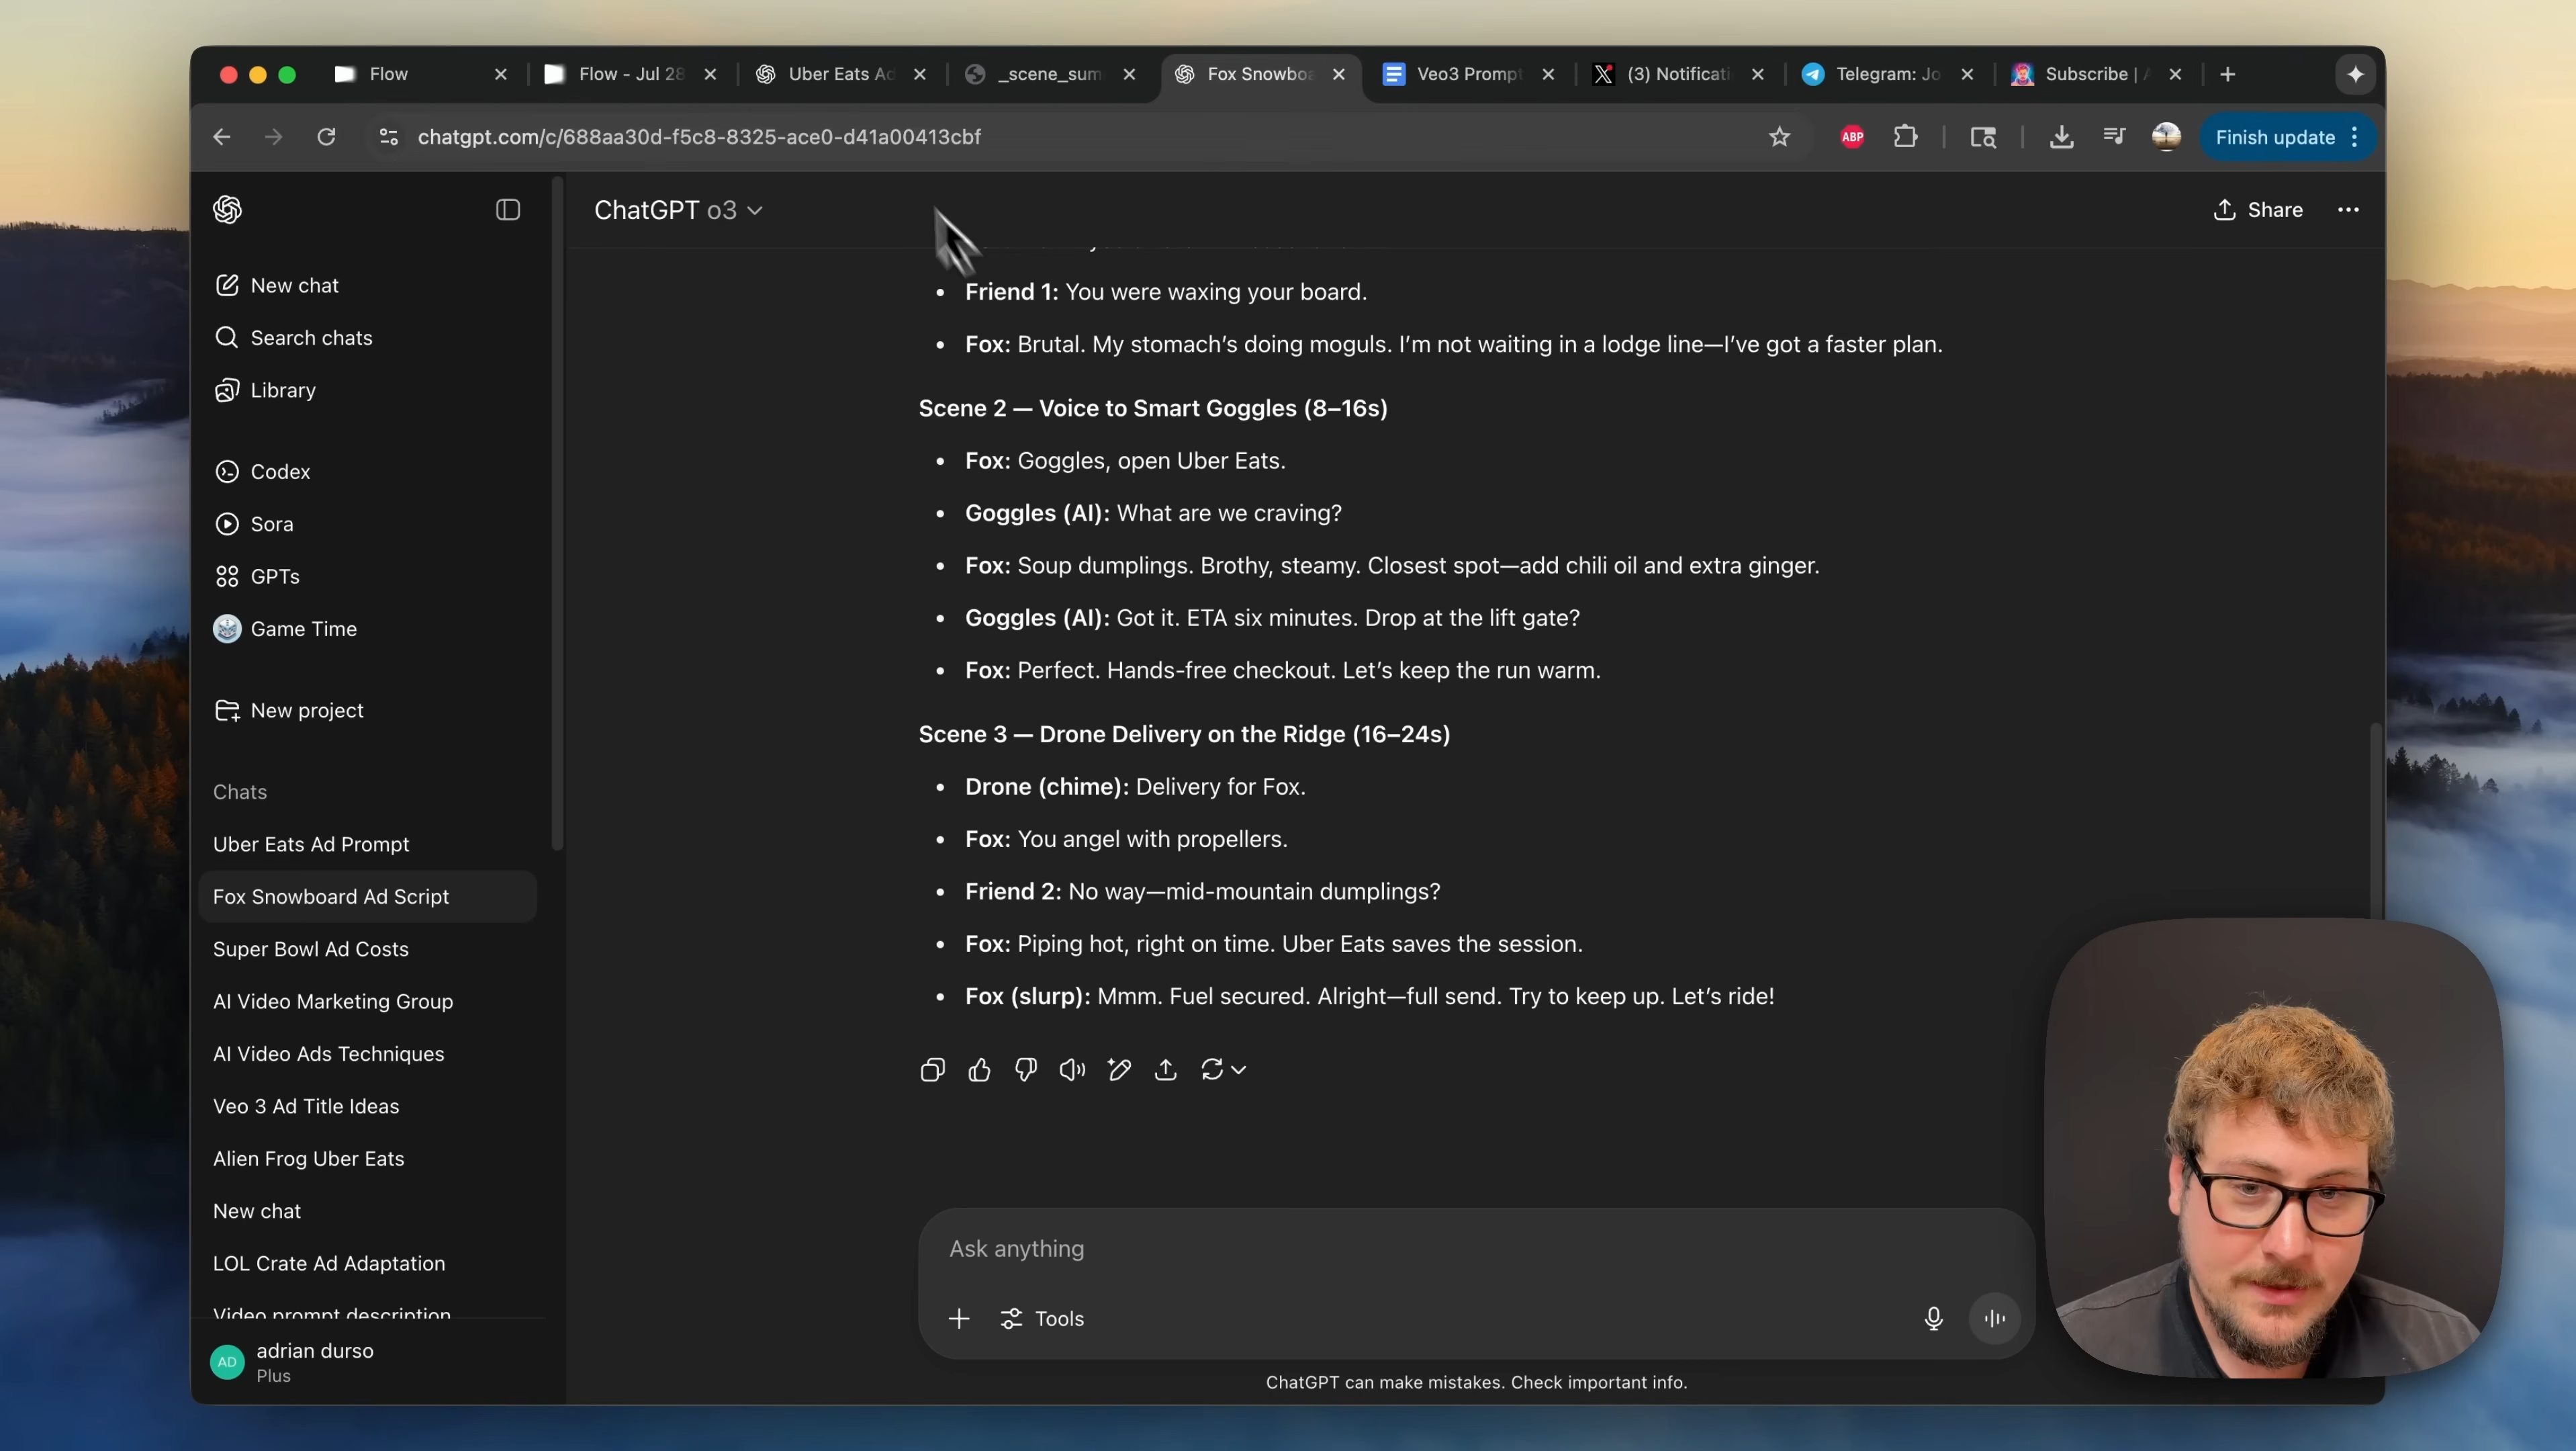 Flow
Flow - Jul 28
Uber Eats Ad
_scene_sum
Fox Snowboa
Veo3 Prompt
(3) Notificati
Telegram: Jo
Subscribe |
chatgpt.com/c/688aa30d-f5c8-8325-ace0-d41a00413cbf
ABP
Finish update
ChatGPT o3
Share
New chat
Search chats
Library
Codex
Sora
GPTs
Game Time
New project
Chats
Uber Eats Ad Prompt
Fox Snowboard Ad Script
Super Bowl Ad Costs
AI Video Marketing Group
AI Video Ads Techniques
Veo 3 Ad Title Ideas
Alien Frog Uber Eats
New chat
LOL Crate Ad Adaptation
Video prompt description
AD
adrian durso
Plus
• Friend 1: You were waxing your board.
• Fox: Brutal. My stomach’s doing moguls. I’m not waiting in a lodge line—I’ve got a faster plan.
Scene 2 — Voice to Smart Goggles (8–16s)
• Fox: Goggles, open Uber Eats.
• Goggles (AI): What are we craving?
• Fox: Soup dumplings. Brothy, steamy. Closest spot—add chili oil and extra ginger.
• Goggles (AI): Got it. ETA six minutes. Drop at the lift gate?
• Fox: Perfect. Hands-free checkout. Let’s keep the run warm.
Scene 3 — Drone Delivery on the Ridge (16–24s)
• Drone (chime): Delivery for Fox.
• Fox: You angel with propellers.
• Friend 2: No way—mid-mountain dumplings?
• Fox: Piping hot, right on time. Uber Eats saves the session.
• Fox (slurp): Mmm. Fuel secured. Alright—full send. Try to keep up. Let’s ride!
Ask anything
Tools
ChatGPT can make mistakes. Check important info.